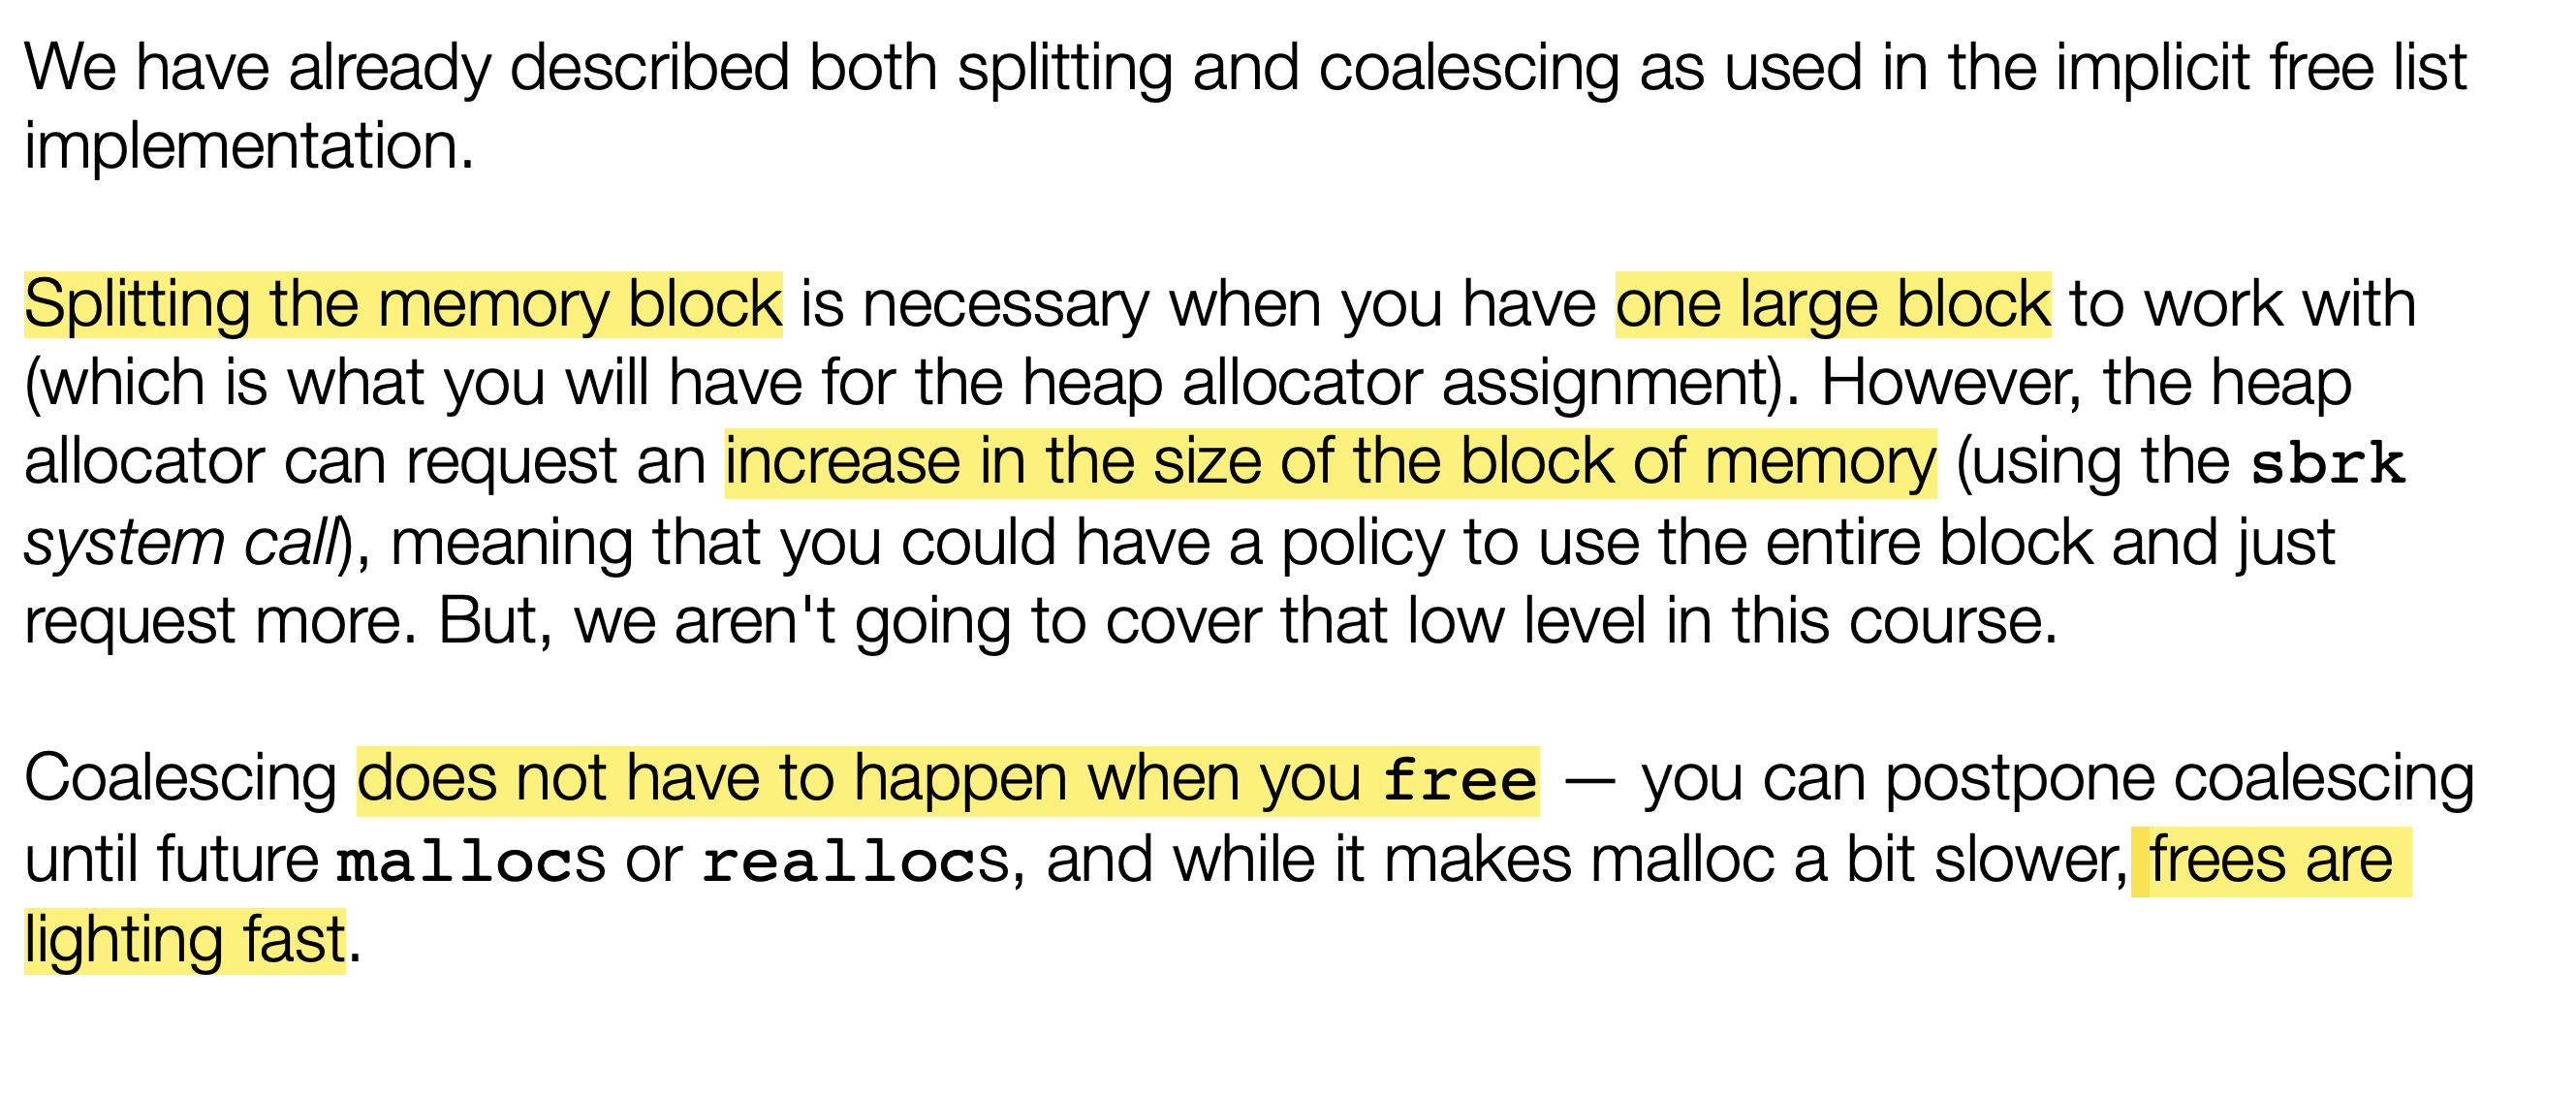 We have already described both splitting and coalescing as used in the implicit free list
implementation.
Splitting the memory block is necessary when you have one large block to work with
(which is what you will have for the heap allocator assignment). However, the heap
allocator can request an increase in the size of the block of memory (using the sbrk
system call), meaning that you could have a policy to use the entire block and just
request more. But, we aren't going to cover that low level in this course.
Coalescing does not have to happen when you free — you can postpone coalescing
until future mallocs or reallocs, and while it makes malloc a bit slower, frees are
lighting fast.